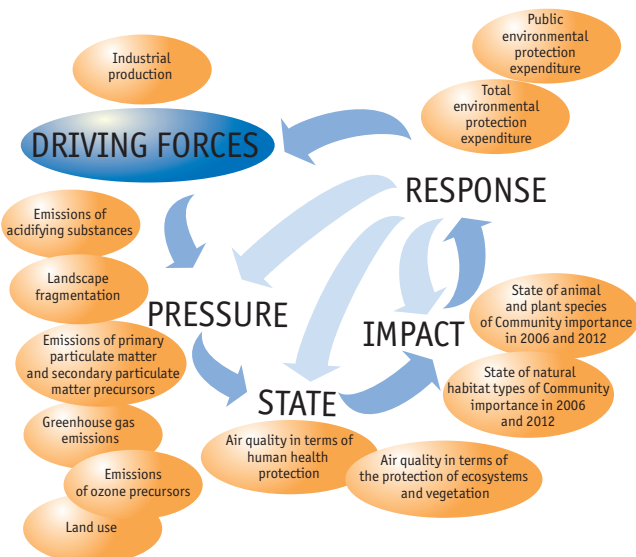 Public
environmental
protection
expenditure
Industrial
production
Total
environmental
protection
expenditure
DRIVING FORCES
RESPONSE
Emissions of
acidifying substances
Landscape
fragmentation
PRESSURE
IMPACT
State of animal
and plant species
of Community importance
in 2006 and 2012
Emissions of primary
particulate matter
and secondary particulate
matter precursors
State of natural
habitat types of Community
importance in 2006
and 2012
STATE
Greenhouse gas
emissions
Air quality in terms of
human health
protection
Air quality in terms of
the protection of ecosystems
and vegetation
Emissions
of ozone precursors
Land use